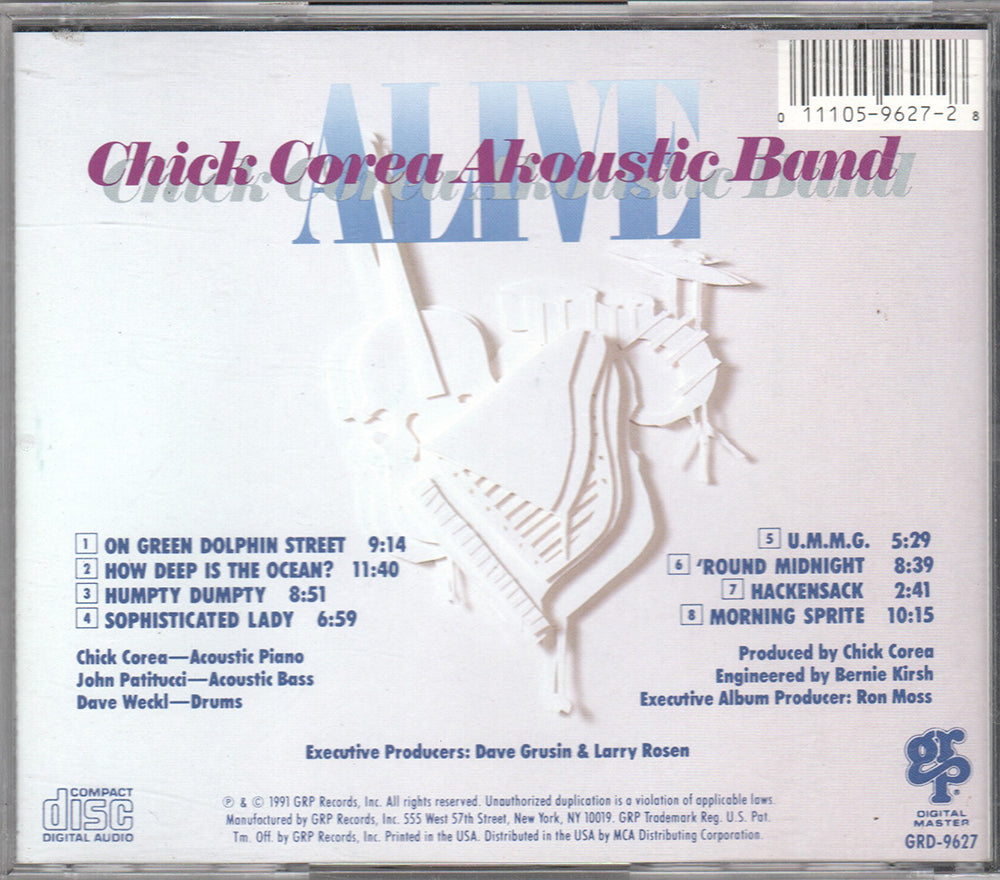 ALIVE
Chick Corea Akoustic Band
0 11105-9627-2 8
1 ON GREEN DOLPHIN STREET 9:14
2 HOW DEEP IS THE OCEAN? 11:40
3 HUMPTY DUMPTY 8:51
4 SOPHISTICATED LADY 6:59
5 U.M.M.G. 5:29
6 'ROUND MIDNIGHT 8:39
7 HACKENSACK 2:41
8 MORNING SPRITE 10:15
Chick Corea—Acoustic Piano
John Patitucci—Acoustic Bass
Dave Weckl—Drums
Produced by Chick Corea
Engineered by Bernie Kirsh
Executive Album Producer: Ron Moss
Executive Producers: Dave Grusin & Larry Rosen
COMPACT
disc
DIGITAL AUDIO
℗ & © 1991 GRP Records, Inc. All rights reserved. Unauthorized duplication is a violation of applicable laws.
Manufactured by GRP Records, Inc. 555 West 57th Street, New York, NY 10019. GRP Trademark Reg. U.S. Pat.
Tm. Off. by GRP Records, Inc. Printed in the USA. Distributed in the USA by MCA Distributing Corporation.
grp®
DIGITAL
MASTER
GRD-9627